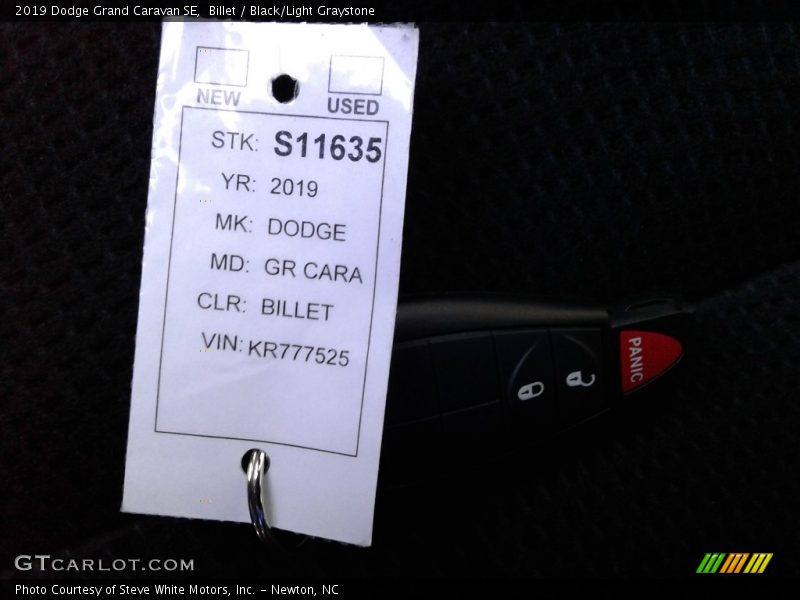 2019 Dodge Grand Caravan SE, Billet / Black/Light Graystone
NEW USED
STK: S11635
YR: 2019
MK: DODGE
MD: GR CARA
CLR: BILLET
VIN: KR777525
PANIC
GTCARLOT.COM
Photo Courtesy of Steve White Motors, Inc. – Newton, NC